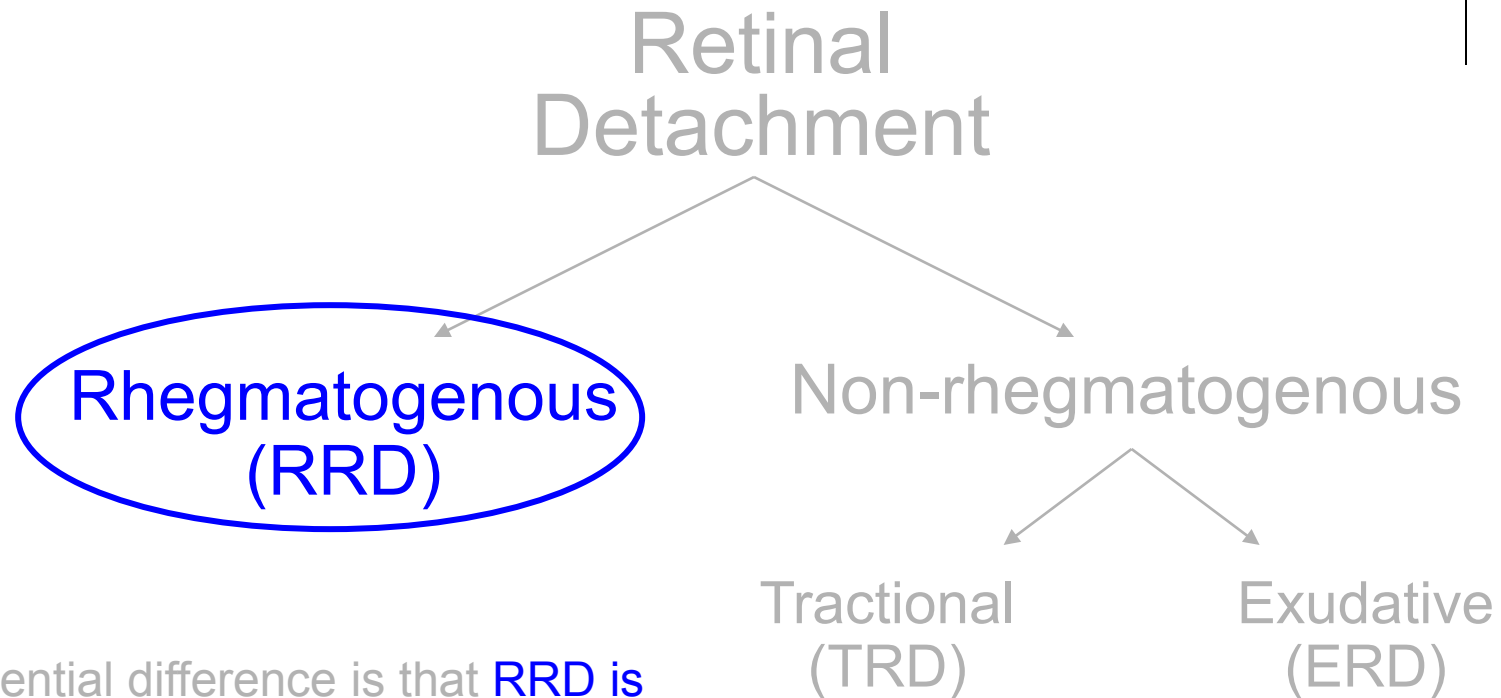 Retinal
Detachment
Rhegmatogenous
(RRD)
Non-rhegmatogenous
Tractional
(TRD)
Exudative
(ERD)
ential difference is that RRD is